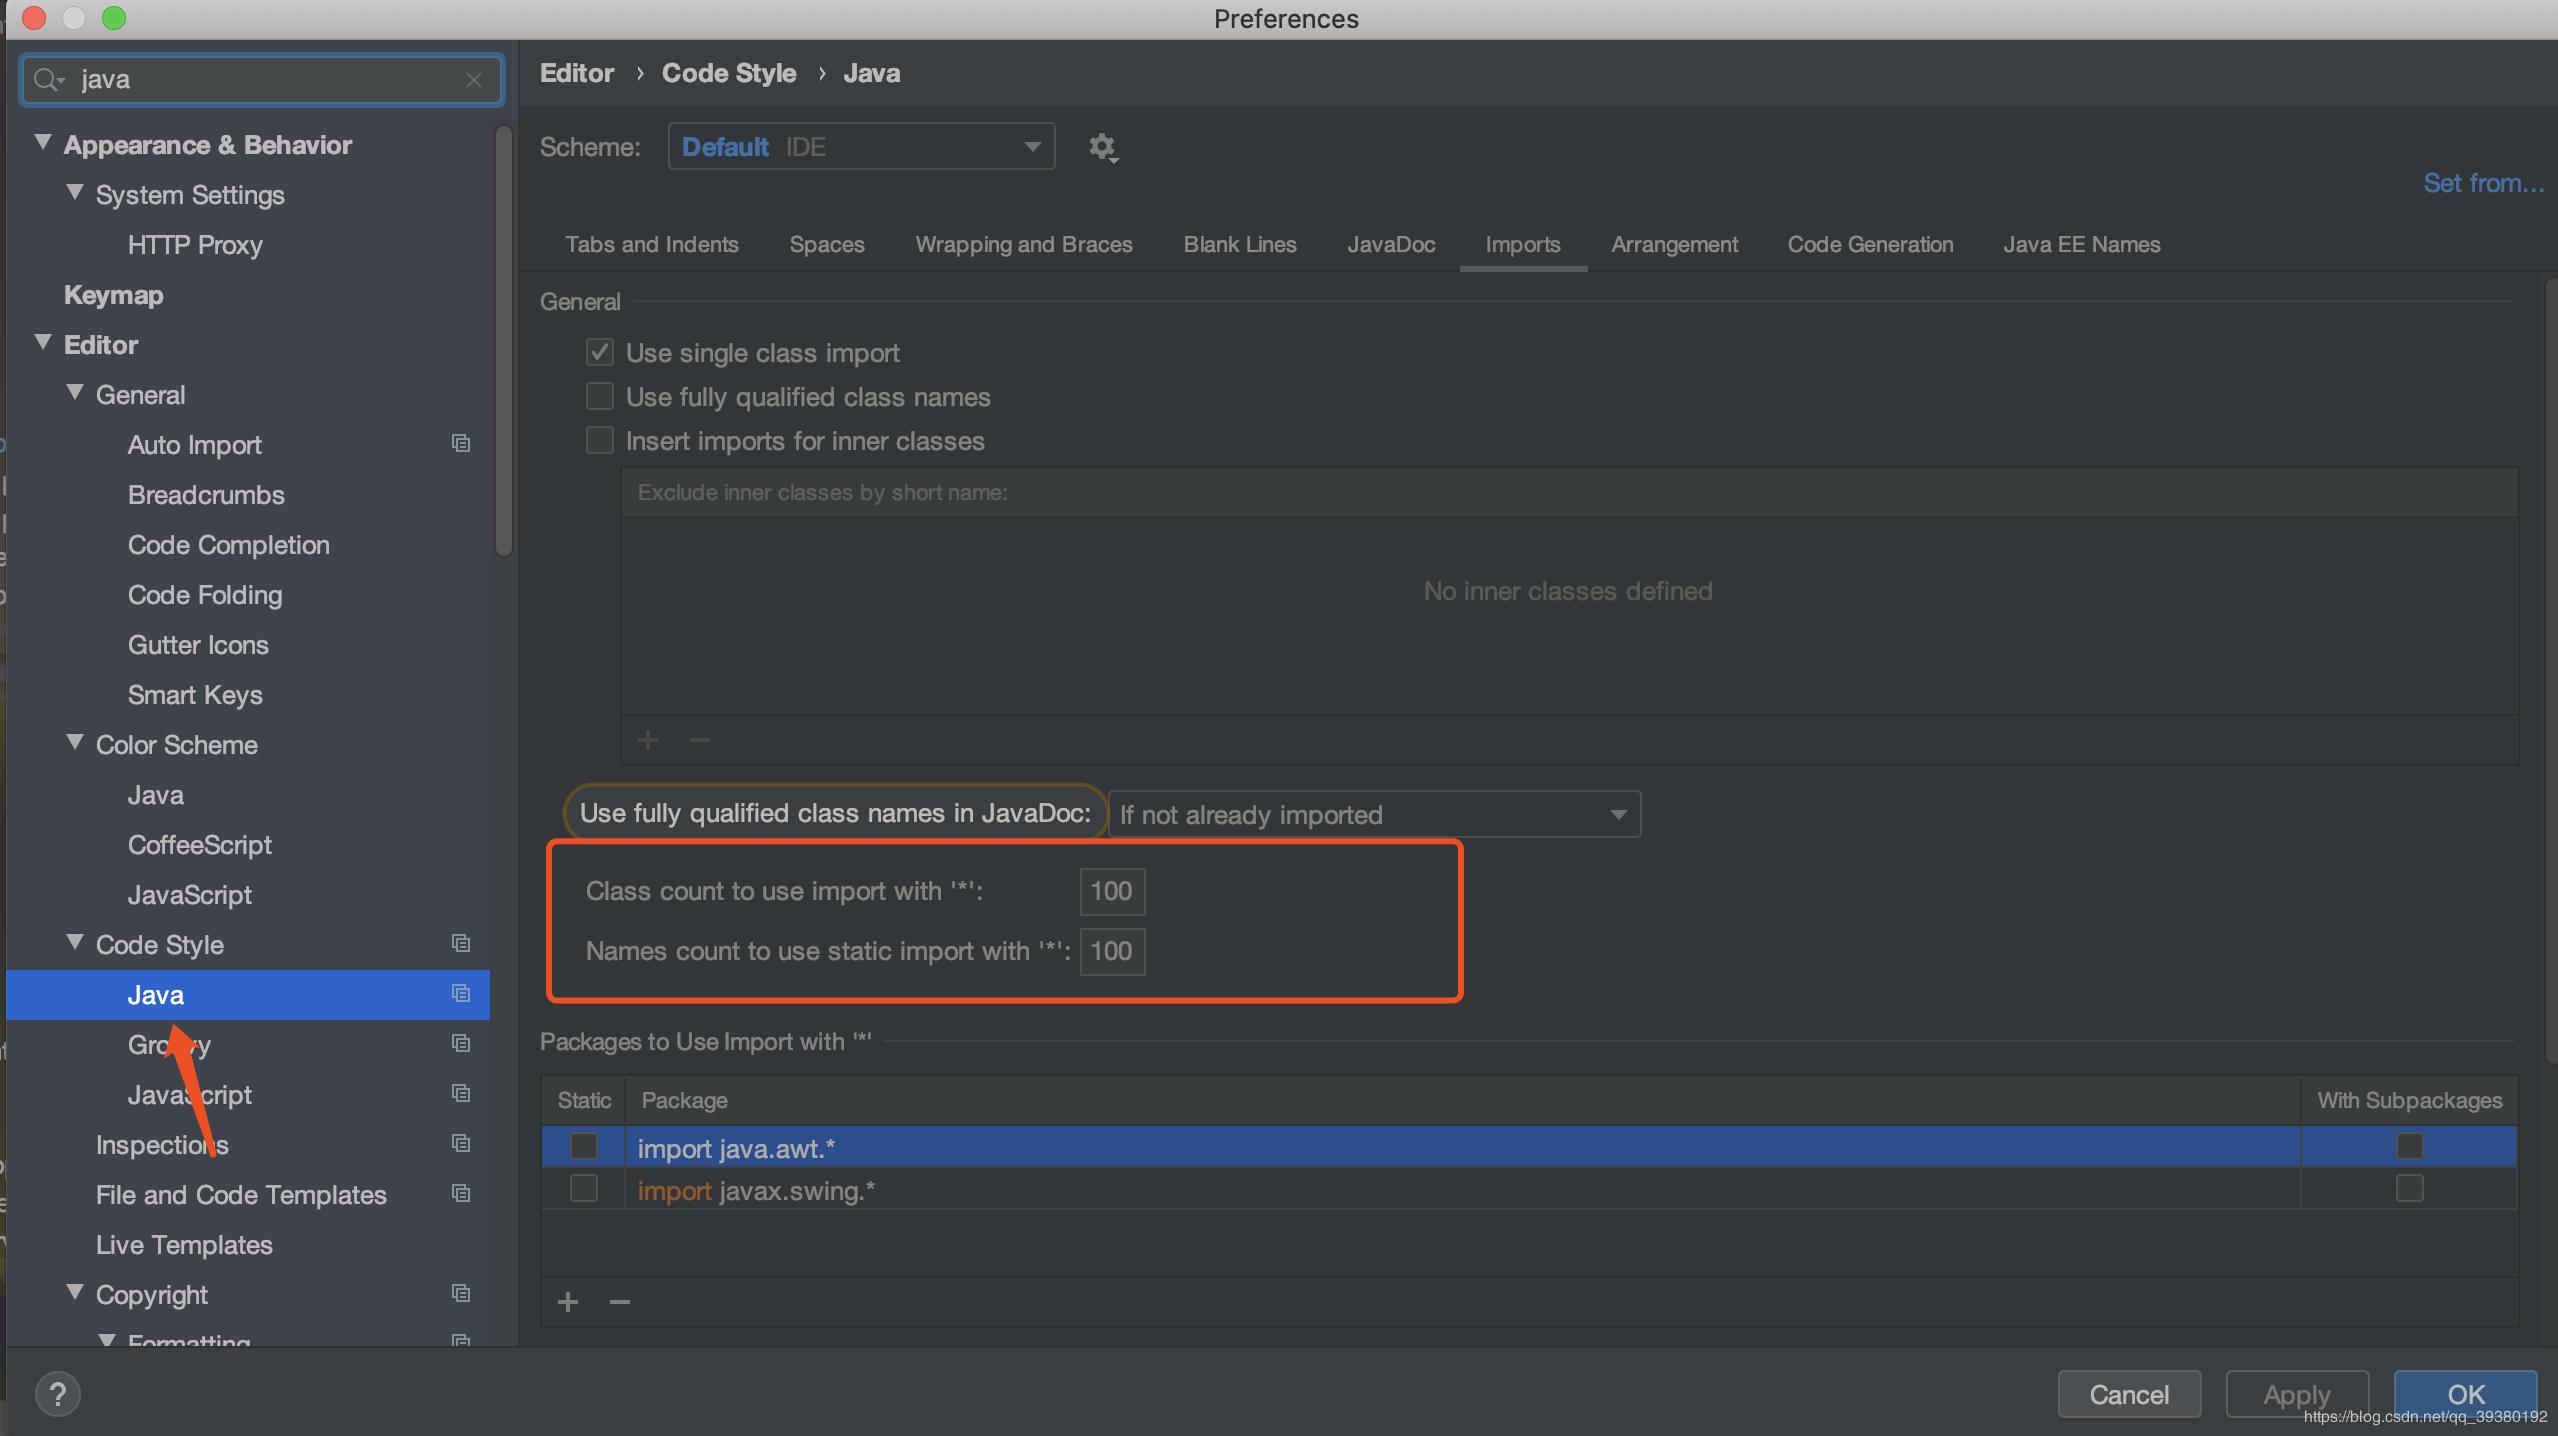 Preferences
java
Appearance & Behavior
System Settings
HTTP Proxy
Keymap
Editor
General
Auto Import
Breadcrumbs
Code Completion
Code Folding
Gutter Icons
Smart Keys
Color Scheme
Java
CoffeeScript
JavaScript
Code Style
Java
Groovy
JavaScript
Inspections
File and Code Templates
Live Templates
Copyright
Formatting
Editor › Code Style › Java
Scheme: Default IDE
Set from...
Tabs and Indents Spaces Wrapping and Braces Blank Lines JavaDoc Imports Arrangement Code Generation Java EE Names
General
Use single class import
Use fully qualified class names
Insert imports for inner classes
Exclude inner classes by short name:
No inner classes defined
Use fully qualified class names in JavaDoc: If not already imported
Class count to use import with '*': 100
Names count to use static import with '*': 100
Packages to Use Import with '*'
Static Package With Subpackages
import java.awt.*
import javax.swing.*
? Cancel Apply OK
https://blog.csdn.net/qq_39380192